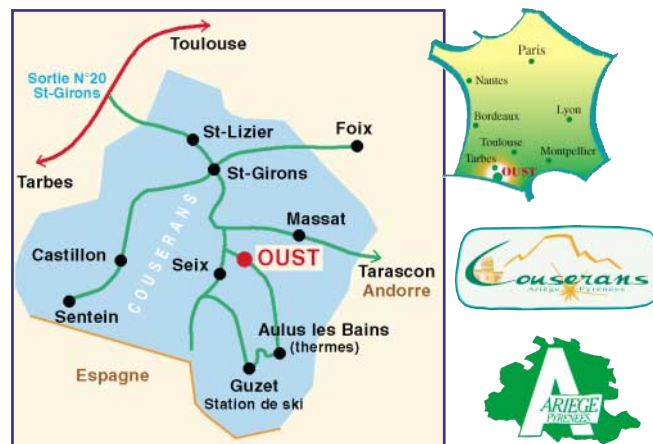 Toulouse
Sortie N°20
St-Girons
St-Lizier
Foix
Tarbes
St-Girons
Massat
Castillon
COUSERANS
Seix
OUST
Tarascon
Andorre
Sentein
Aulus les Bains
(thermes)
Espagne
Guzet
Station de ski
Paris
Nantes
Bordeaux
Lyon
Toulouse
Montpellier
Tarbes
OUST
Couserans
Ariège Pyrénées
A
ARIEGE
PYRENEES